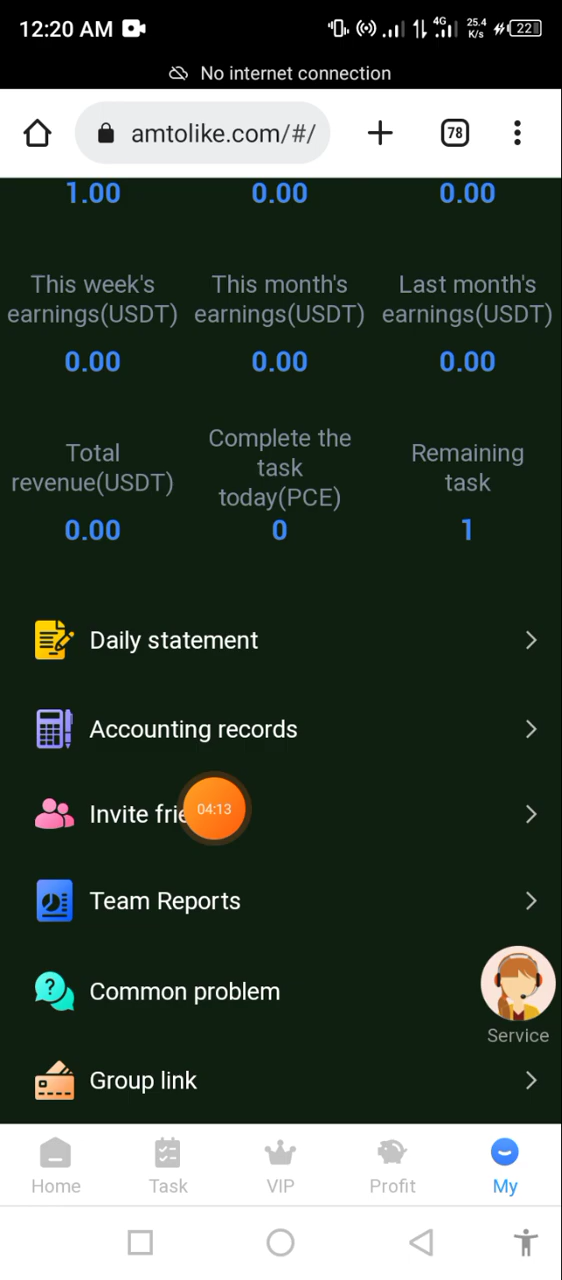 12:20 AM 4G 25.4 K/s 22
No internet connection
amtolike.com/#/ 78
1.00 0.00 0.00
This week's This month's Last month's
earnings(USDT) earnings(USDT) earnings(USDT)
0.00 0.00 0.00
Total Complete the Remaining
revenue(USDT) task task
today(PCE)
0.00 0 1
Daily statement
Accounting records
Invite frie 04:13
Team Reports
Common problem
Service
Group link
Home Task VIP Profit My